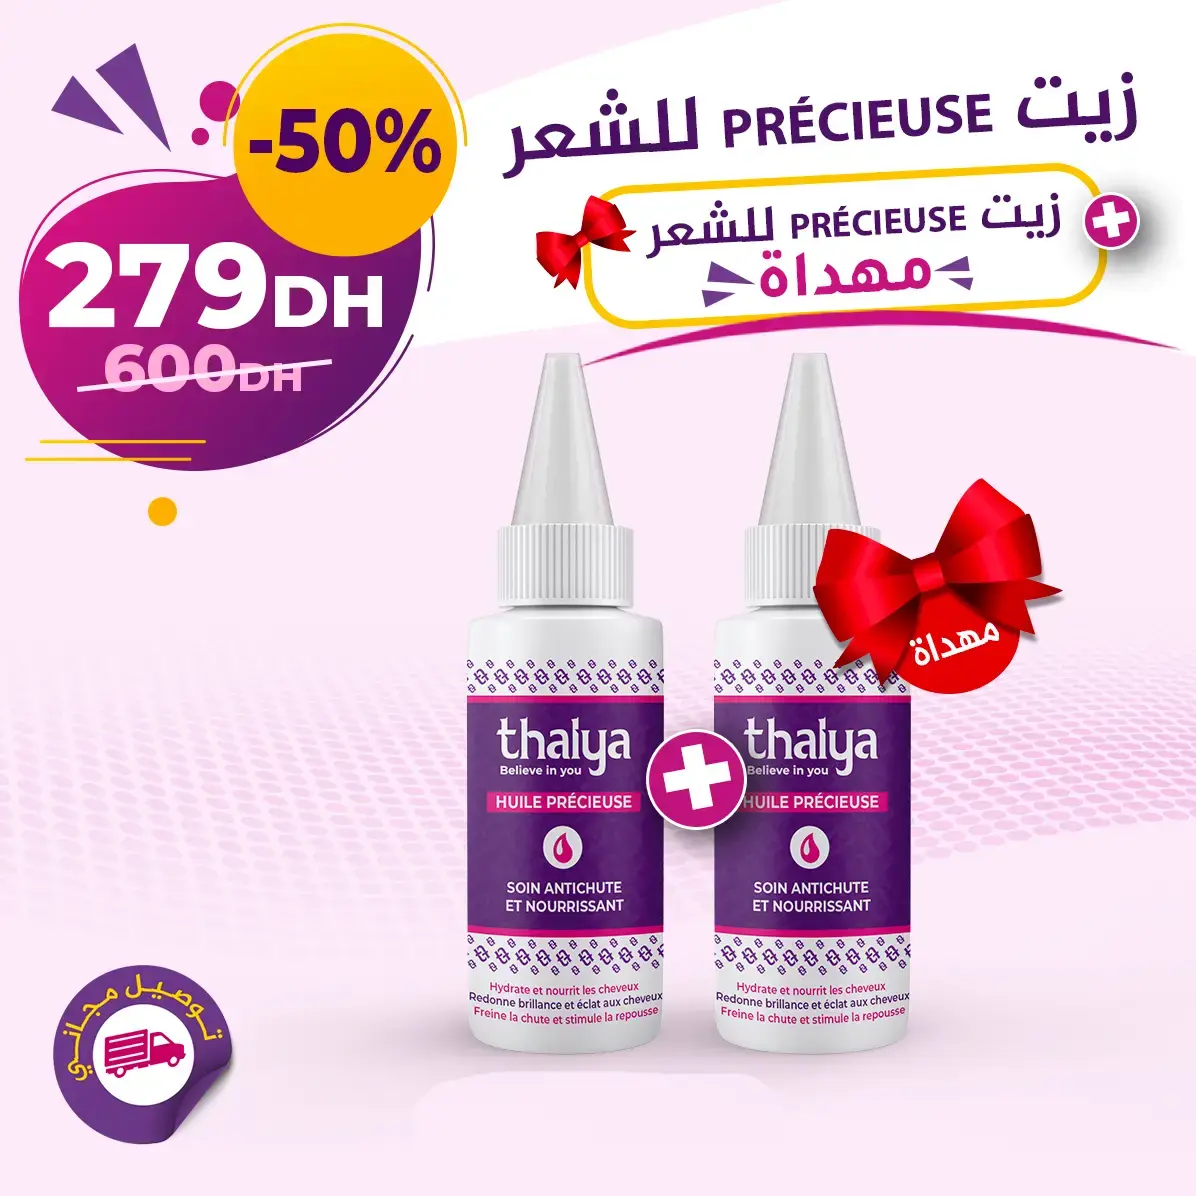 -50%
279DH
600DH
زيت PRÉCIEUSE للشعر
زيت PRÉCIEUSE للشعر
مهداة
مهداة
thalya
Believe in you
HUILE PRÉCIEUSE
SOIN ANTICHUTE
ET NOURRISSANT
Hydrate et nourrit les cheveux
Redonne brillance et éclat aux cheveux
Freine la chute et stimule la repousse
thalya
Believe in you
HUILE PRÉCIEUSE
SOIN ANTICHUTE
ET NOURRISSANT
Hydrate et nourrit les cheveux
Redonne brillance et éclat aux cheveux
Freine la chute et stimule la repousse
توصيل مجاني